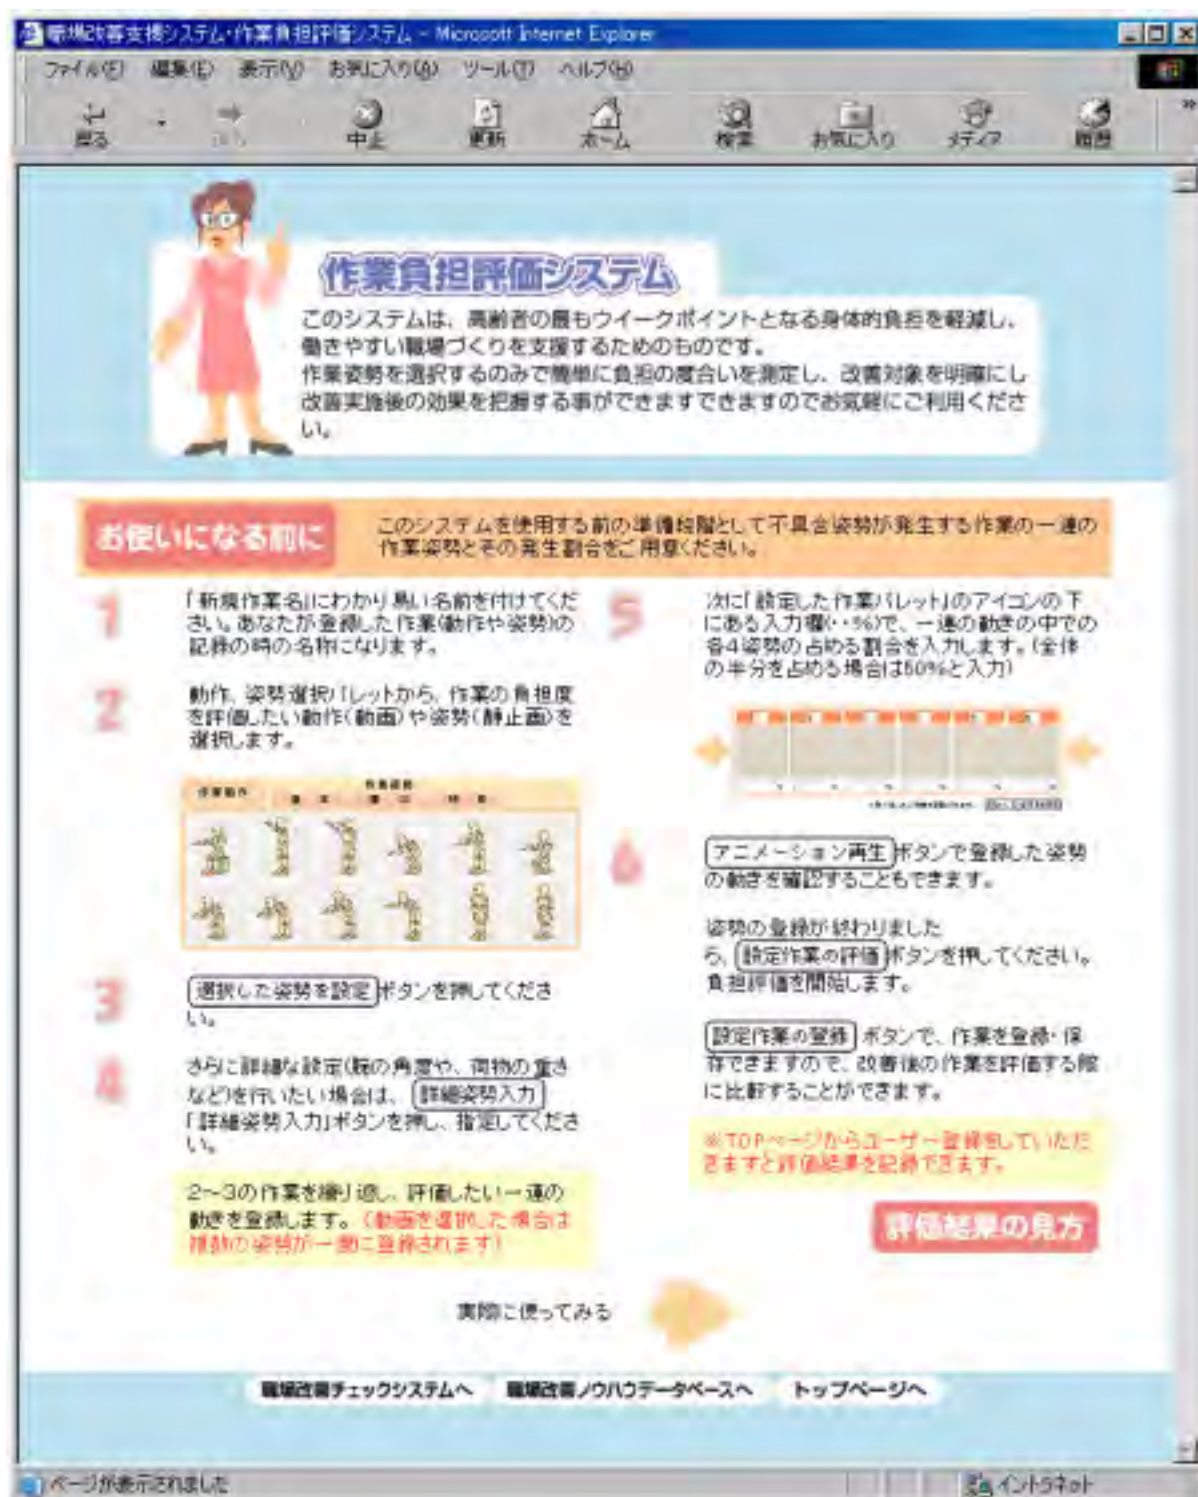 職場改善支援システム・作業負担評価システム - Microsoft Internet Explorer
ファイル(F) 編集(E) 表示(V) お気に入り(A) ツール(T) ヘルプ(H)
戻る 中止 更新 ホーム 検索 お気に入り メディア 履歴
作業負担評価システム
このシステムは、高齢者の最もウイークポイントとなる身体的負担を軽減し、
働きやすい職場づくりを支援するためのものです。
作業姿勢を選択するのみで簡単に負担の度合いを測定し、改善対象を明確にし
改善実施後の効果を把握する事ができますできますのでお気軽にご利用くださ
い。
お使いになる前に
このシステムを使用する前の準備段階として不具合姿勢が発生する作業の一連の
作業姿勢とその発生割合をご用意ください。
1
「新規作業名」にわかり易い名前を付けてくだ
さい。あなたが登録した作業(動作や姿勢)の
記録の時の名称になります。
2
動作、姿勢選択パレットから、作業の負担度
を評価したい動作(動画)や姿勢(静止画)を
選択します。
作業動作 作業姿勢
3
選択した姿勢を設定 ボタンを押してくださ
い。
4
さらに詳細な設定(腕の角度や、荷物の重さ
など)を行いたい場合は、 詳細姿勢入力
「詳細姿勢入力」ボタンを押し、指定してくださ
い。
2～3の作業を繰り返し、評価したい一連の
動きを登録します。(動画を選択した場合は
複数の姿勢が一度に登録されます)
5
次に「設定した作業パレット」のアイコンの下
にある入力欄(・・%)で、一連の動きの中での
各4姿勢の占める割合を入力します。(全体
の半分を占める場合は50%と入力)
6
アニメーション再生 ボタンで登録した姿勢
の動きを確認することもできます。
姿勢の登録が終わりました
ら、 設定作業の評価 ボタンを押してください。
負担評価を開始します。
設定作業の登録 ボタンで、作業を登録・保
存できますので、改善後の作業を評価する際
に比較することができます。
※TOPページからユーザー登録をしていただ
きますと評価結果を記録できます。
評価結果の見方
実際に使ってみる
職場改善チェックシステムへ 職場改善ノウハウデータベースへ トップページへ
ページが表示されました イントラネット